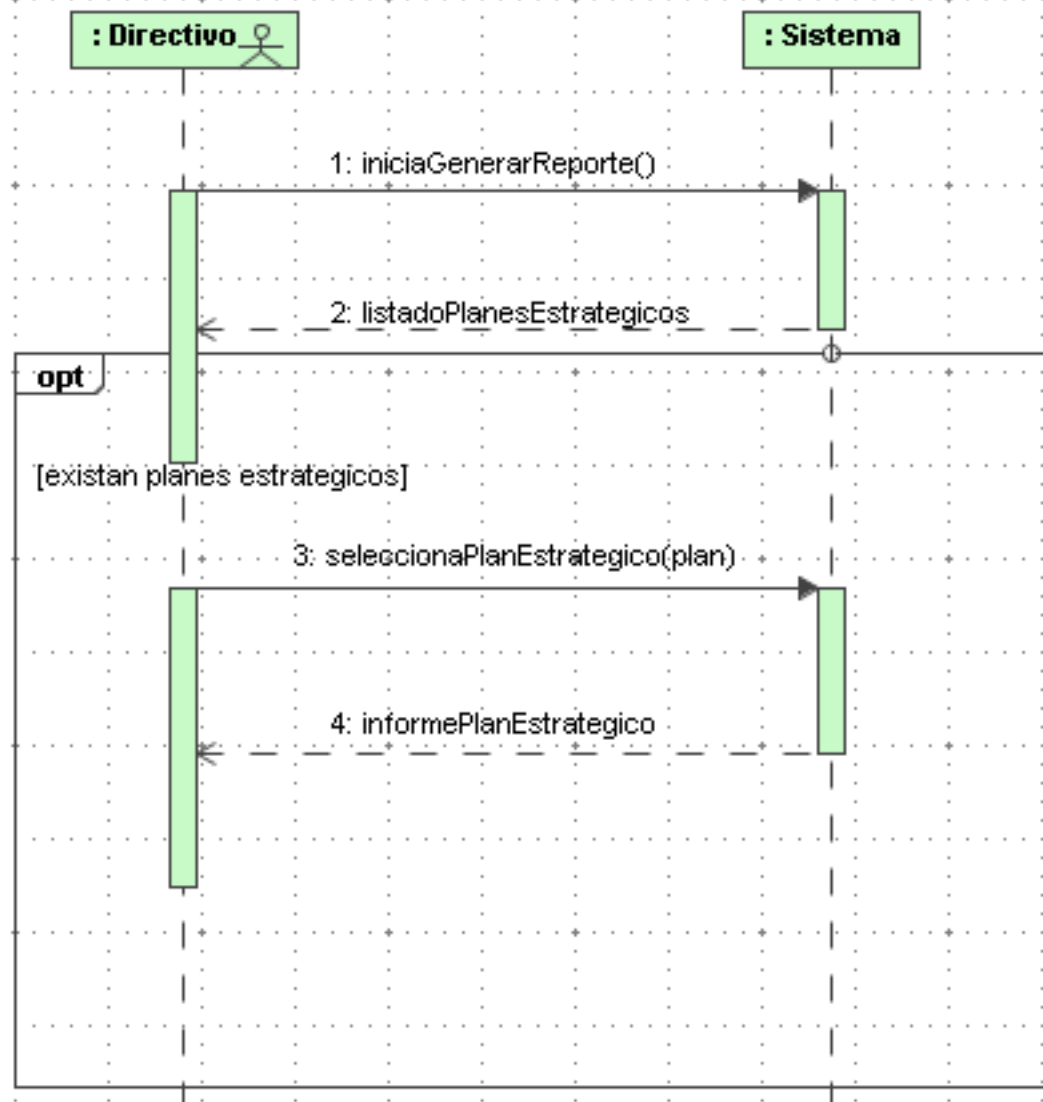 : Directivo
: Sistema
1: iniciaGenerarReporte()
2: listadoPlanesEstrategicos
opt
[existan planes estrategicos]
3: seleccionaPlanEstrategico(plan)
4: informePlanEstrategico